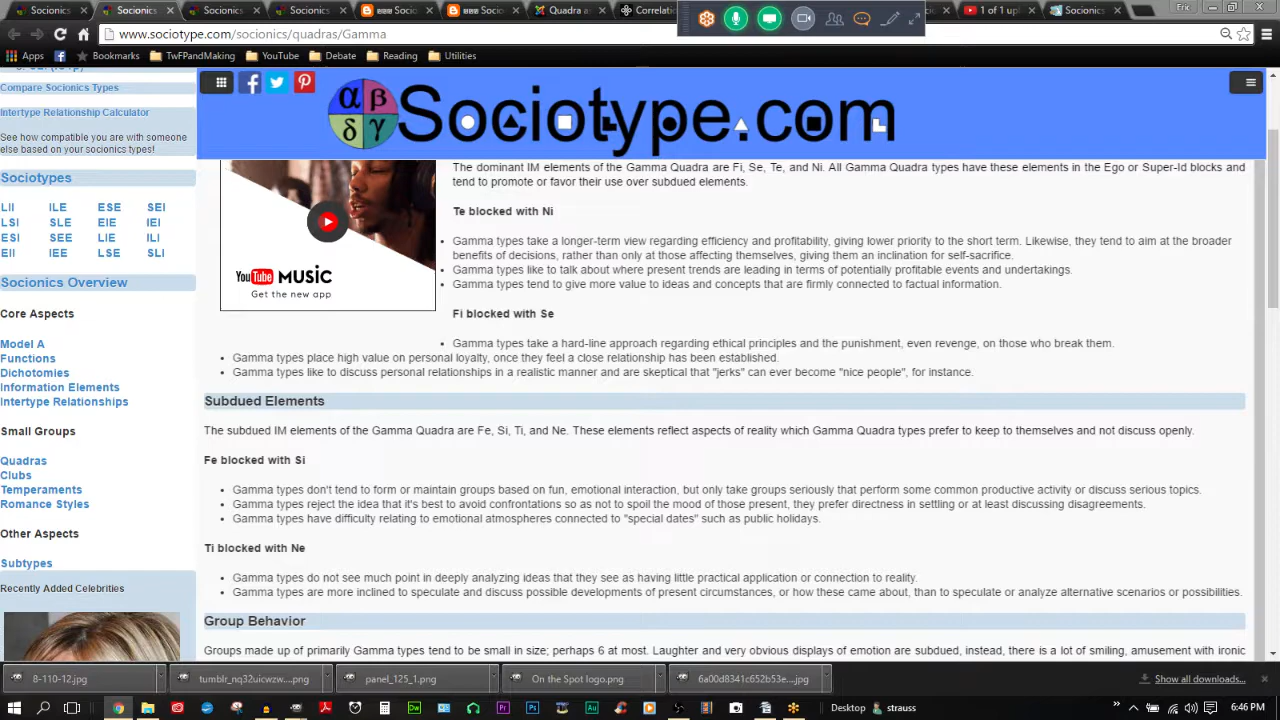 Socionics
Socionics
Socionics
Socionics
Socionics
Socionics
Quadra as
Correlatio
1 of 1 upl
Socionics
Eric
www.sociotype.com/socionics/quadras/Gamma
Apps
Bookmarks
TwFPandMaking
YouTube
Debate
Reading
Utilities
Compare Socionics Types
Intertype Relationship Calculator
See how compatible you are with someone
else based on your socionics types!
Sociotypes
LII ILE ESE SEI
LSI SLE EIE IEI
ESI SEE LIE ILI
EII IEE LSE SLI
Socionics Overview
Core Aspects
Model A
Functions
Dichotomies
Information Elements
Intertype Relationships
Small Groups
Quadras
Clubs
Temperaments
Romance Styles
Other Aspects
Subtypes
Recently Added Celebrities
α β
δ γ
Sociotype.com
YouTube MUSIC
Get the new app
The dominant IM elements of the Gamma Quadra are Fi, Se, Te, and Ni. All Gamma Quadra types have these elements in the Ego or Super-Id blocks and
tend to promote or favor their use over subdued elements.
Te blocked with Ni
Gamma types take a longer-term view regarding efficiency and profitability, giving lower priority to the short term. Likewise, they tend to aim at the broader
benefits of decisions, rather than only at those affecting themselves, giving them an inclination for self-sacrifice.
Gamma types like to talk about where present trends are leading in terms of potentially profitable events and undertakings.
Gamma types tend to give more value to ideas and concepts that are firmly connected to factual information.
Fi blocked with Se
Gamma types take a hard-line approach regarding ethical principles and the punishment, even revenge, on those who break them.
Gamma types place high value on personal loyalty, once they feel a close relationship has been established.
Gamma types like to discuss personal relationships in a realistic manner and are skeptical that "jerks" can ever become "nice people", for instance.
Subdued Elements
The subdued IM elements of the Gamma Quadra are Fe, Si, Ti, and Ne. These elements reflect aspects of reality which Gamma Quadra types prefer to keep to themselves and not discuss openly.
Fe blocked with Si
Gamma types don't tend to form or maintain groups based on fun, emotional interaction, but only take groups seriously that perform some common productive activity or discuss serious topics.
Gamma types reject the idea that it's best to avoid confrontations so as not to spoil the mood of those present, they prefer directness in settling or at least discussing disagreements.
Gamma types have difficulty relating to emotional atmospheres connected to "special dates" such as public holidays.
Ti blocked with Ne
Gamma types do not see much point in deeply analyzing ideas that they see as having little practical application or connection to reality.
Gamma types are more inclined to speculate and discuss possible developments of present circumstances, or how these came about, than to speculate or analyze alternative scenarios or possibilities.
Group Behavior
Groups made up of primarily Gamma types tend to be small in size; perhaps 6 at most. Laughter and very obvious displays of emotion are subdued, instead, there is a lot of smiling, amusement with ironic
8-110-12.jpg
tumblr_nq32uicwzw....png
panel_125_1.png
On the Spot logo.png
6a00d8341c652b53e....jpg
Show all downloads...
Desktop
strauss
6:46 PM